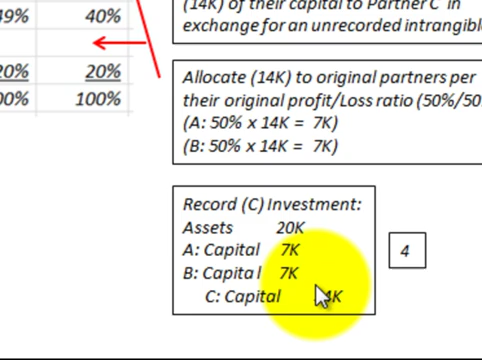 49% 40%
20% 20%
00% 100%
(14K) of their capital to Partner C in
exchange for an unrecorded intangible
Allocate (14K) to original partners per
their original profit/Loss ratio (50%/50
(A: 50% x 14K = 7K)
(B: 50% x 14K = 7K)
Record (C) Investment:
Assets 20K
A: Capital 7K
B: Capital 7K
C: Capital
4